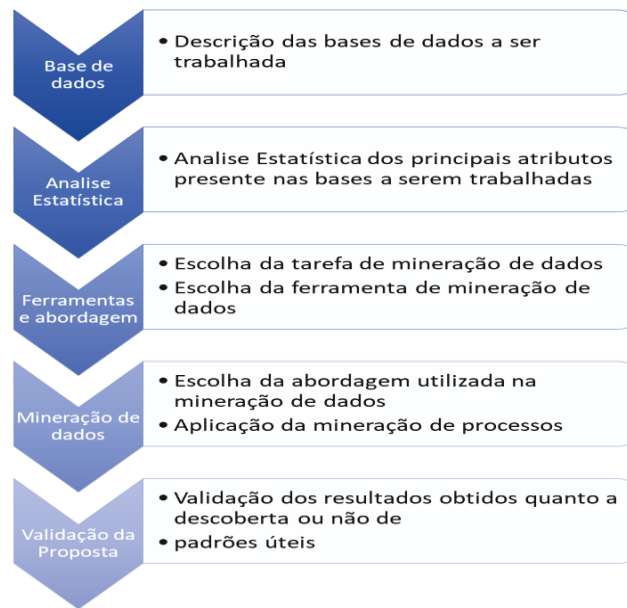 Base de
dados
• Descrição das bases de dados a ser
trabalhada
Analise
Estatística
• Analise Estatística dos principais atributos
presente nas bases a serem trabalhadas
Ferramentas
e abordagem
• Escolha da tarefa de mineração de dados
• Escolha da ferramenta de mineração de
dados
Mineração de
dados
• Escolha da abordagem utilizada na
mineração de dados
• Aplicação da mineração de processos
Validação da
Proposta
• Validação dos resultados obtidos quanto a
descoberta ou não de
• padrões úteis